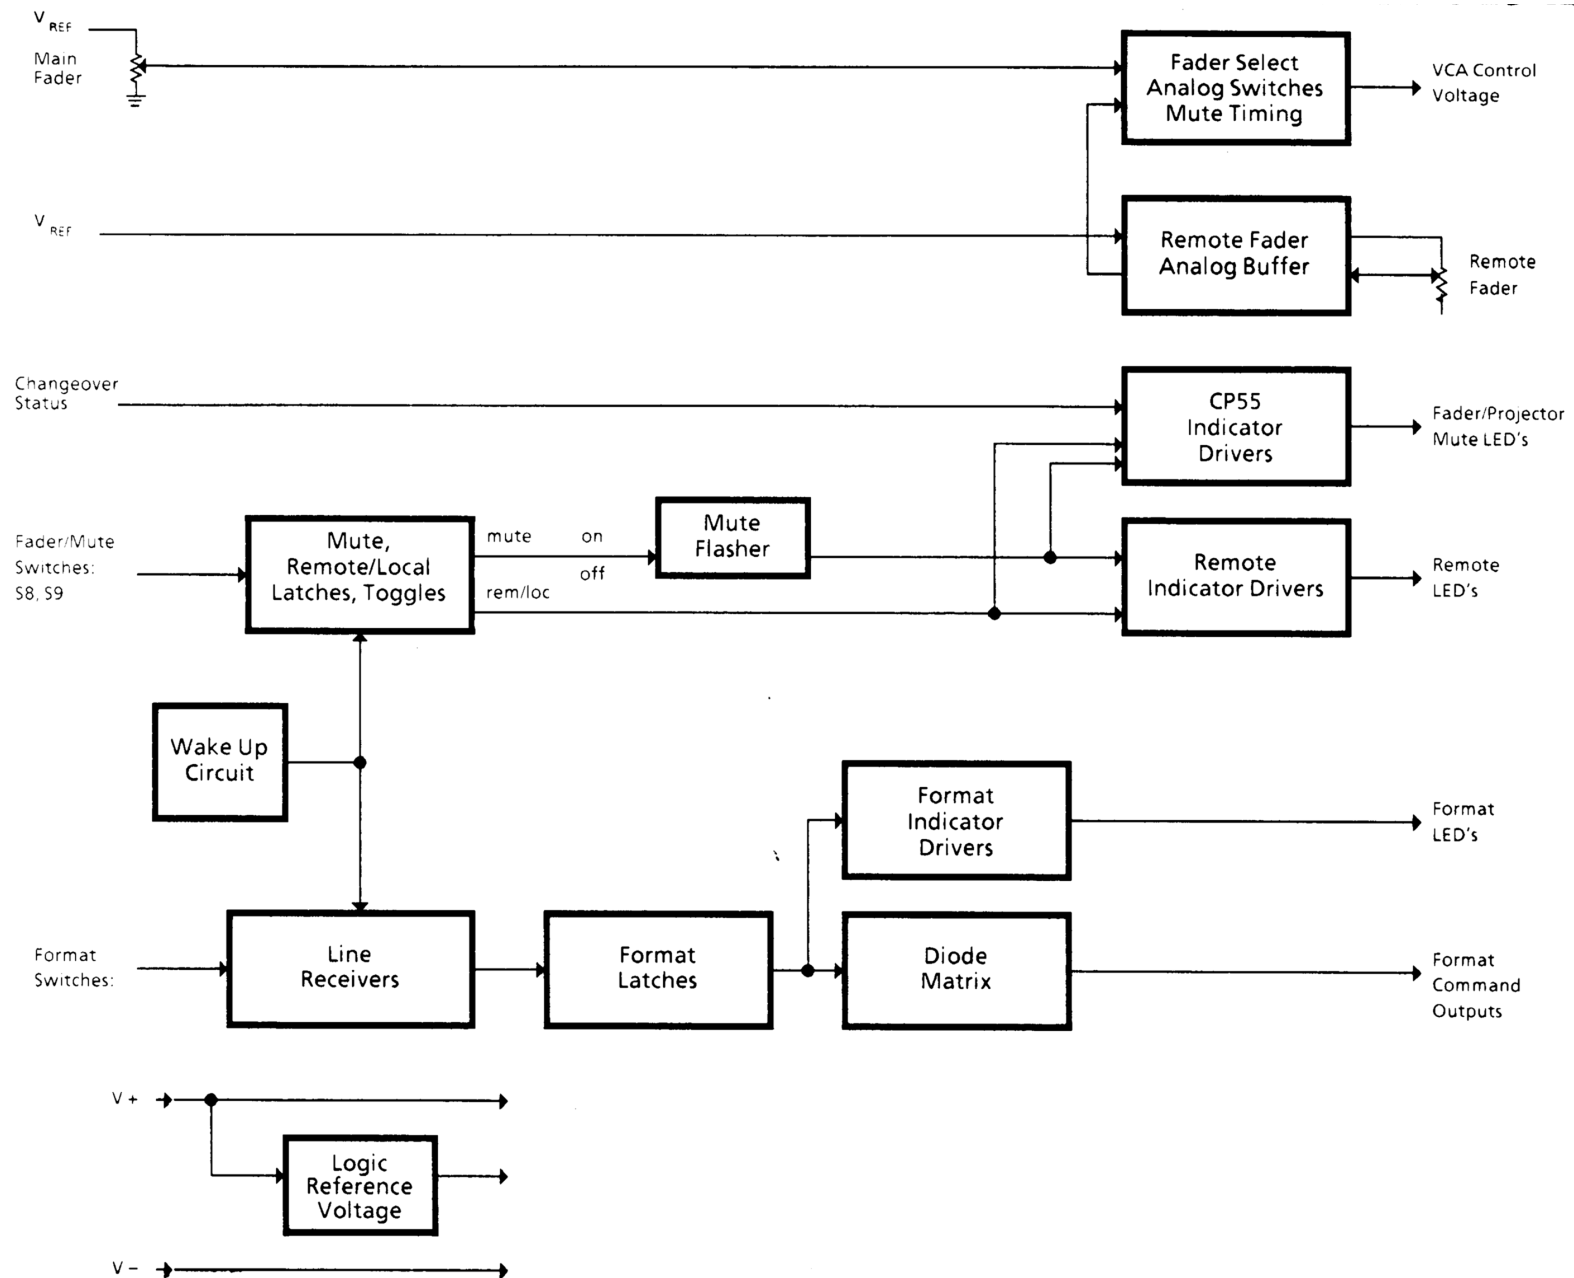 V REF
Main
Fader
Fader Select
Analog Switches
Mute Timing
VCA Control
Voltage
V REF
Remote Fader
Analog Buffer
Remote
Fader
Changeover
Status
CP55
Indicator
Drivers
Fader/Projector
Mute LED's
Fader/Mute
Switches:
S8, S9
Mute,
Remote/Local
Latches, Toggles
mute on
off
rem/loc
Mute
Flasher
Remote
Indicator Drivers
Remote
LED's
Wake Up
Circuit
Format
Indicator
Drivers
Format
LED's
Format
Switches:
Line
Receivers
Format
Latches
Diode
Matrix
Format
Command
Outputs
V +
Logic
Reference
Voltage
V –